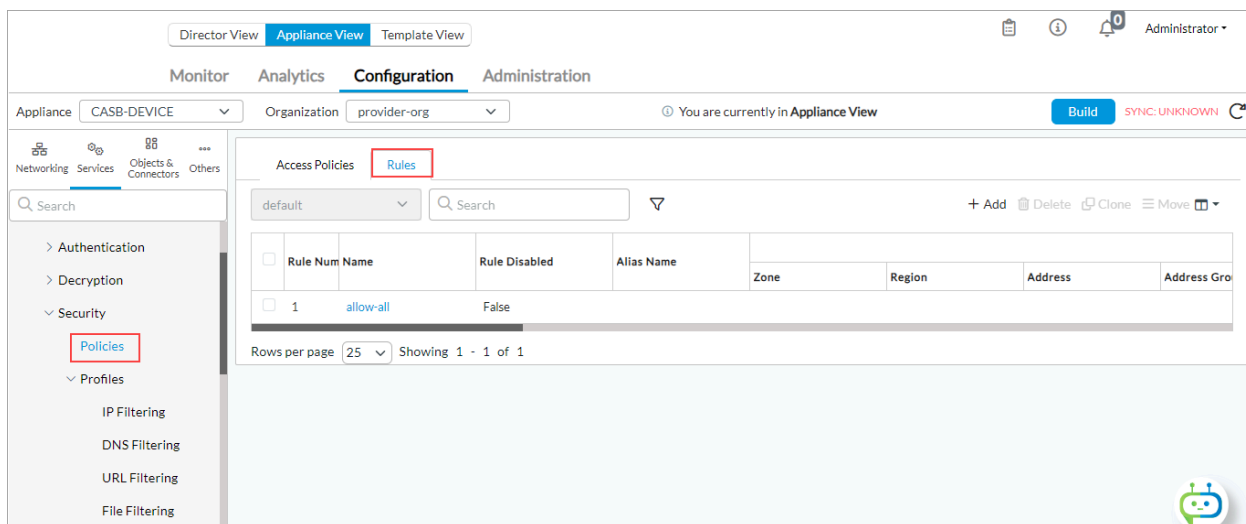 Director View Appliance View Template View 0 Administrator
Monitor Analytics Configuration Administration
Appliance CASB-DEVICE Organization provider-org You are currently in Appliance View Build SYNC: UNKNOWN
Networking Services Objects & Connectors Others
Access Policies Rules
Search
default Search + Add Delete Clone Move
Authentication
Decryption
Security
Policies
Profiles
IP Filtering
DNS Filtering
URL Filtering
File Filtering
Rule Num Name Rule Disabled Alias Name
Zone Region Address Address Gro
1 allow-all False
Rows per page 25 Showing 1 - 1 of 1